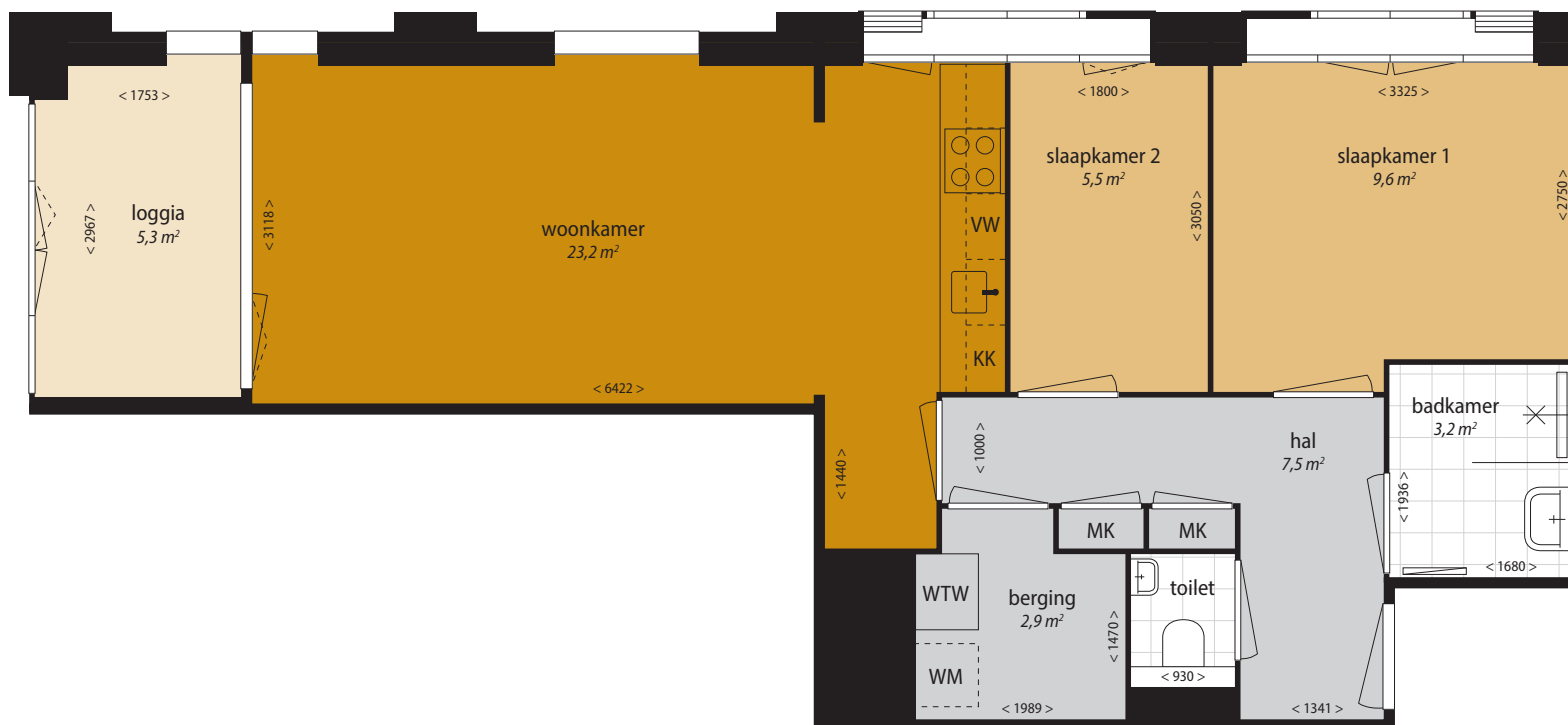 < 1753 >
< 1800 >
< 3325 >
slaapkamer 2
5,5 m²
slaapkamer 1
9,6 m²
< 2750 >
< 3050 >
loggia
5,3 m²
< 2967 >
< 3118 >
woonkamer
23,2 m²
VW
KK
< 6422 >
badkamer
3,2 m²
hal
7,5 m²
< 1000 >
< 1440 >
< 1936 >
MK
MK
< 1680 >
WTW
berging
2,9 m²
toilet
< 1470 >
WM
< 930 >
< 1989 >
< 1341 >